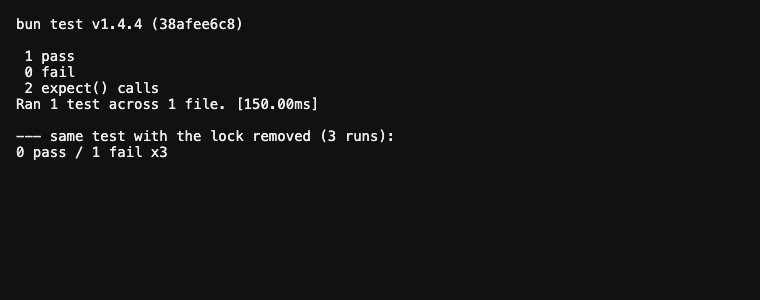 bun test v1.4.4 (38afee6c8)
1 pass
0 fail
2 expect() calls
Ran 1 test across 1 file. [150.00ms]
--- same test with the lock removed (3 runs):
0 pass / 1 fail x3